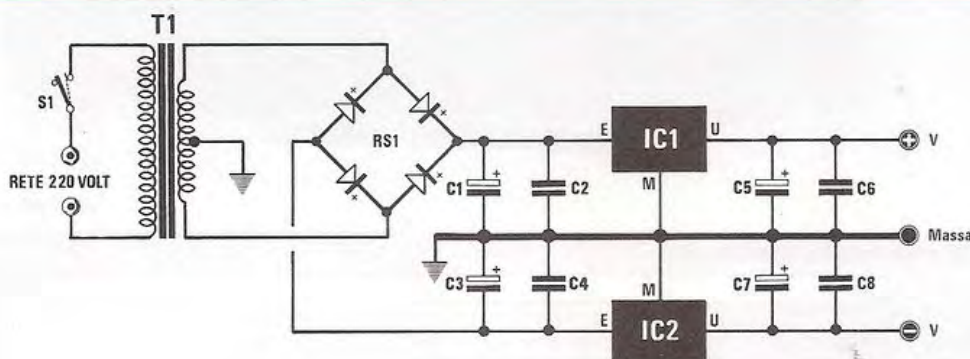 T1
S1
RETE 220 VOLT
RS1
E
IC1
U
M
C1
+
C2
C5
+
C6
+ V
Massa
C3
+
C4
M
C7
+
C8
E
IC2
U
- V